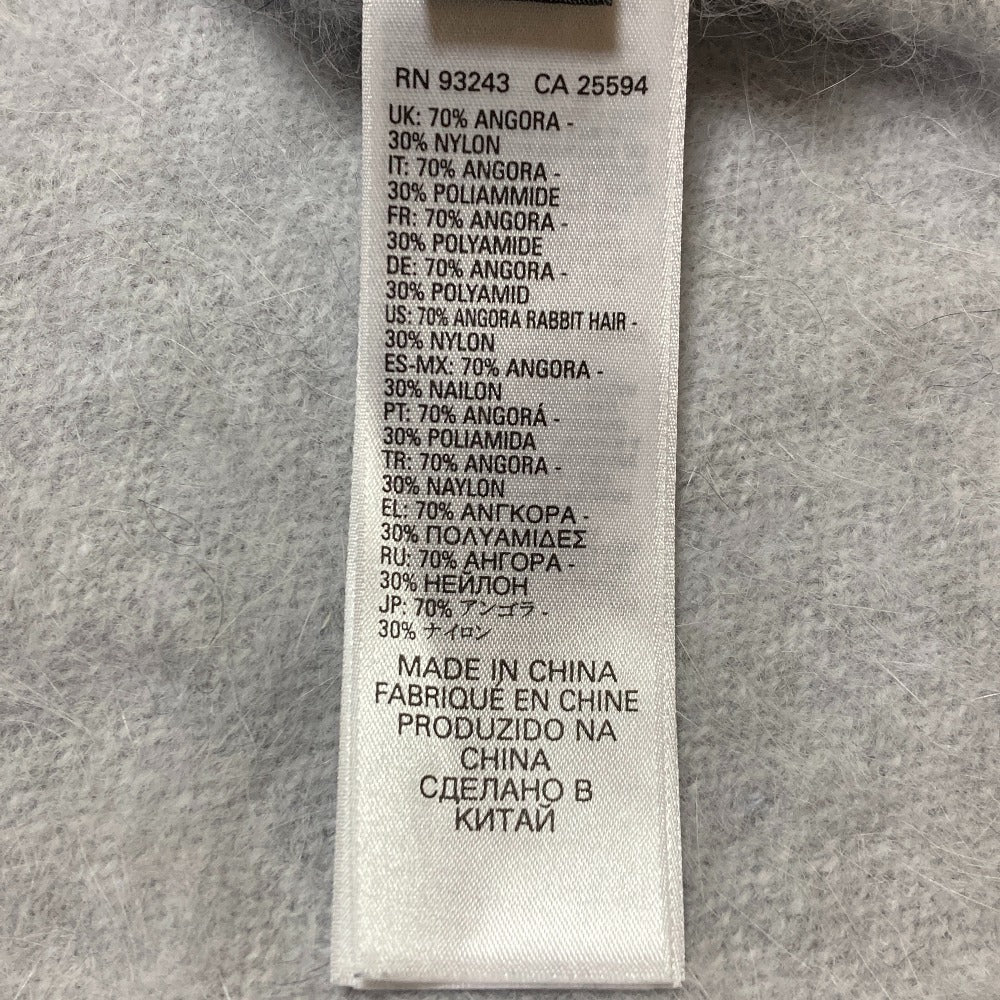 RN 93243 CA 25594
UK: 70% ANGORA -
30% NYLON
IT: 70% ANGORA -
30% POLIAMMIDE
FR: 70% ANGORA -
30% POLYAMIDE
DE: 70% ANGORA -
30% POLYAMID
US: 70% ANGORA RABBIT HAIR -
30% NYLON
ES-MX: 70% ANGORA -
30% NAILON
PT: 70% ANGORÁ -
30% POLIAMIDA
TR: 70% ANGORA -
30% NAYLON
EL: 70% ΑΝΓΚΟΡΑ -
30% ΠΟΛΥΑΜΙΔΕΣ
RU: 70% АНГОРА -
30% НЕЙЛОН
JP: 70% アンゴラ -
30% ナイロン
MADE IN CHINA
FABRIQUÉ EN CHINE
PRODUZIDO NA
CHINA
СДЕЛАНО В
КИТАЙ